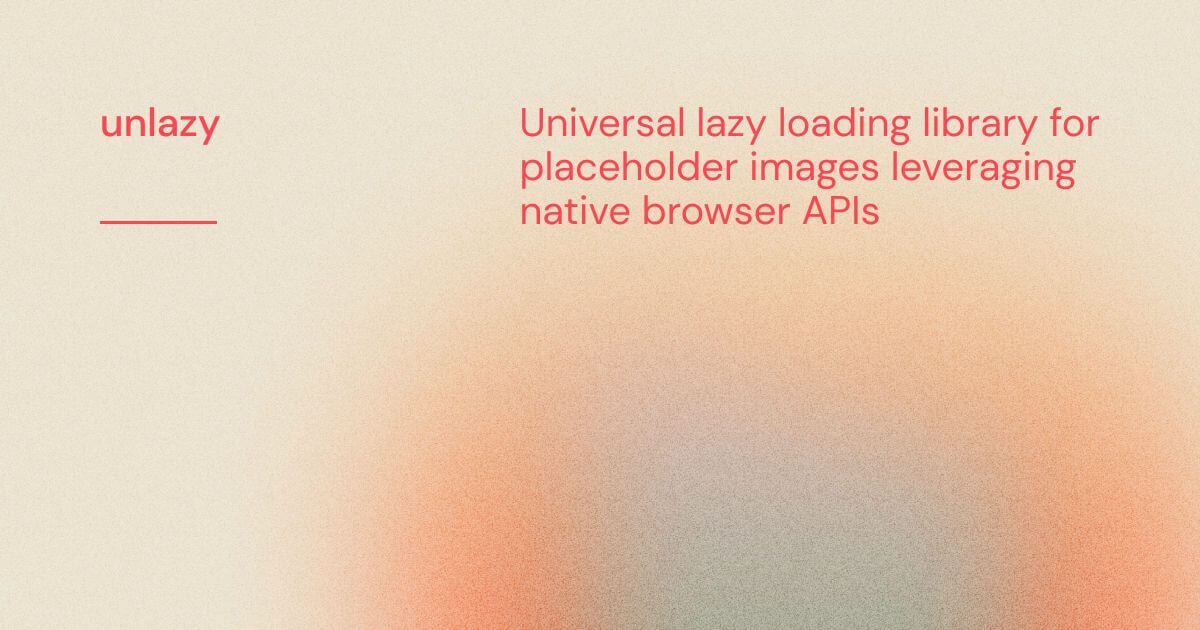 unlazy
Universal lazy loading library for
placeholder images leveraging
native browser APIs